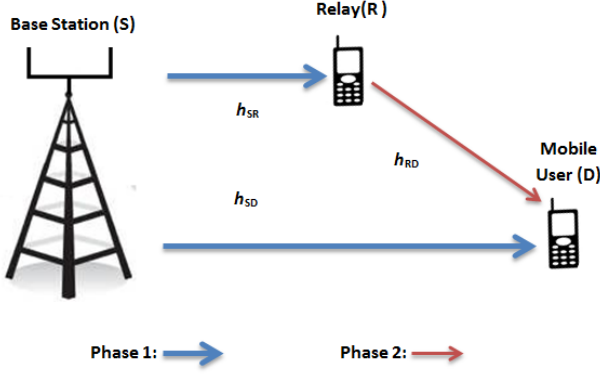 Relay(R )
Base Station (S)
hSR
Mobile
User (D)
hRD
hSD
Phase 1:
Phase 2: